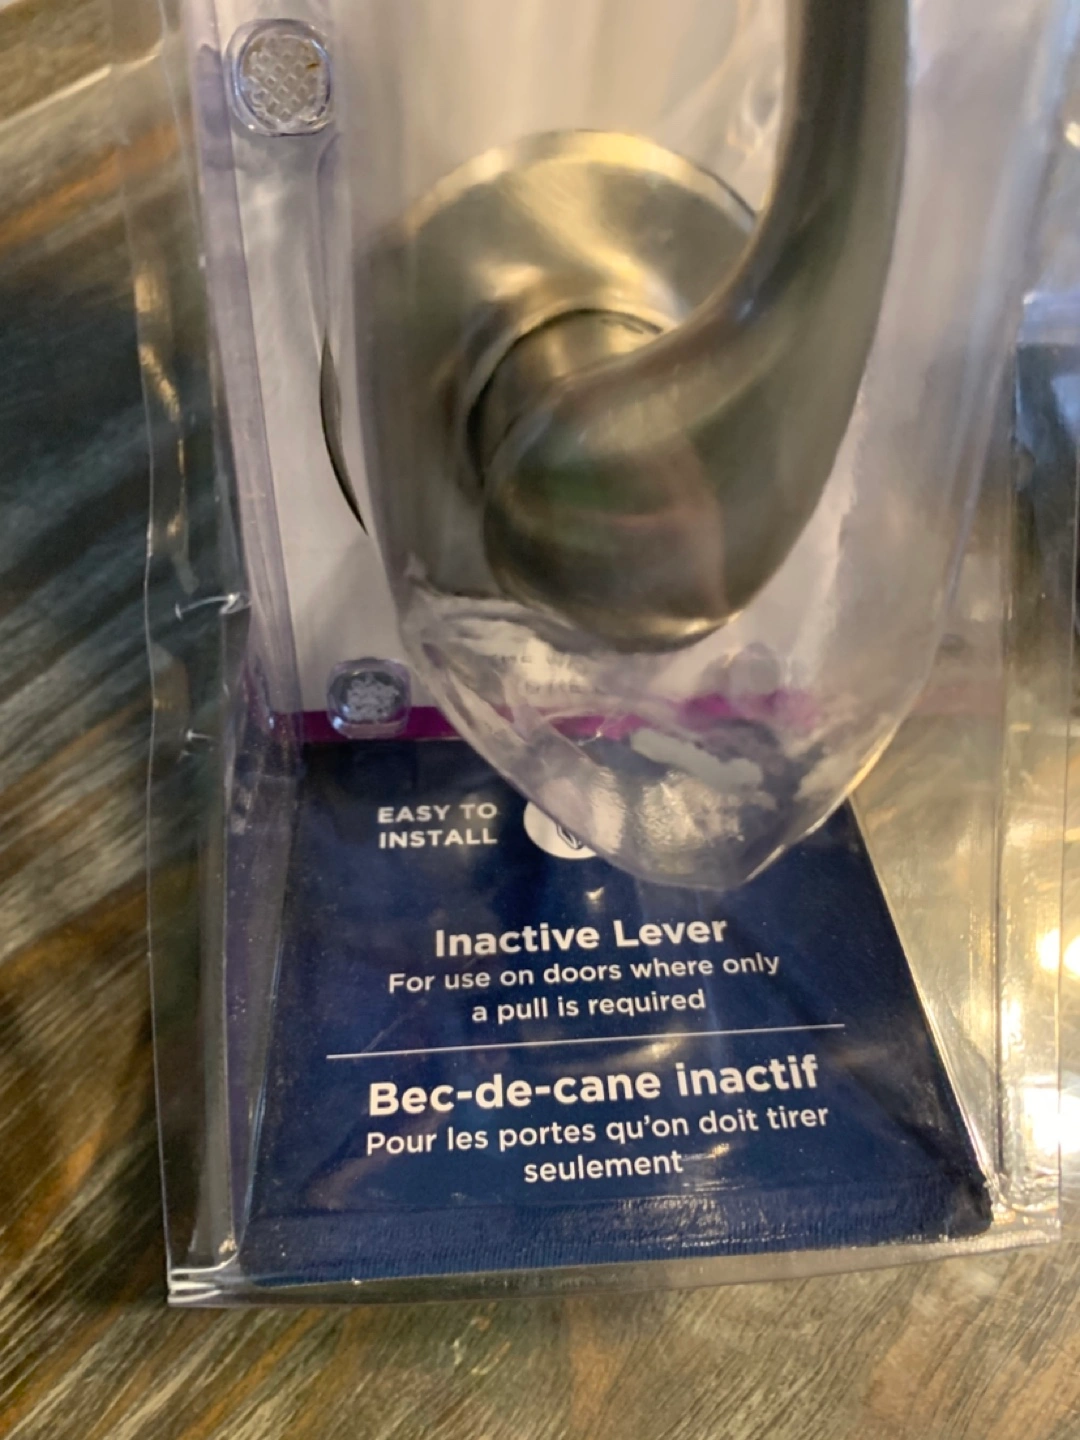 EASY TO
INSTALL
Inactive Lever
For use on doors where only
a pull is required
Bec-de-cane inactif
Pour les portes qu'on doit tirer
seulement